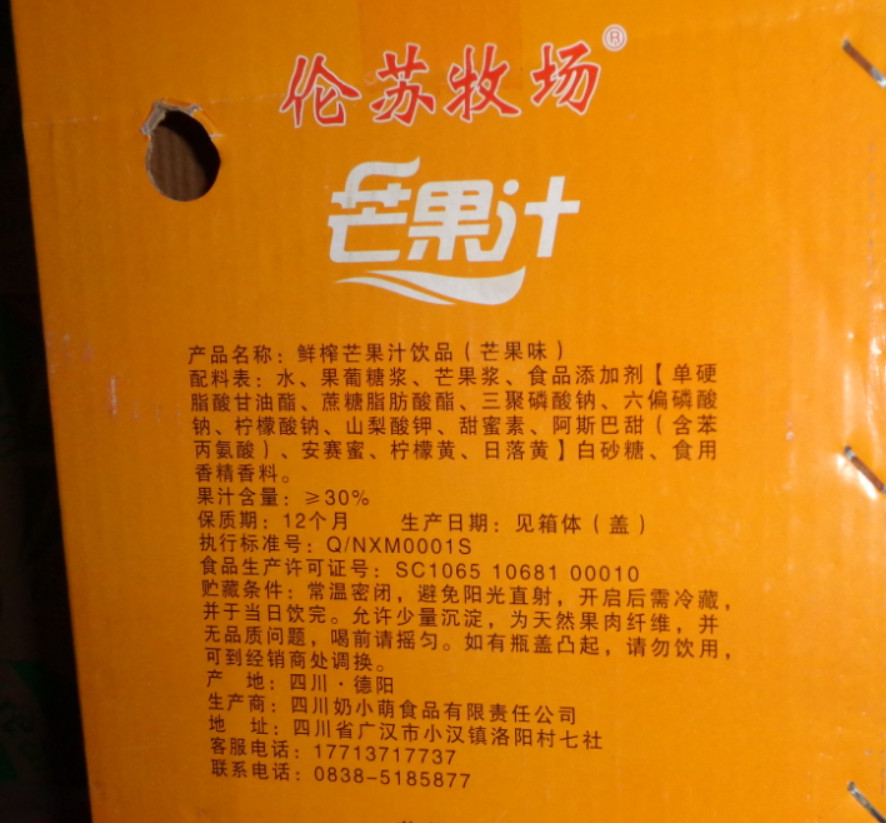 伦苏牧场®
芒果汁
产品名称：鲜榨芒果汁饮品（芒果味）
配料表：水、果葡糖浆、芒果浆、食品添加剂【单硬
脂酸甘油酯、蔗糖脂肪酸酯、三聚磷酸钠、六偏磷酸
钠、柠檬酸钠、山梨酸钾、甜蜜素、阿斯巴甜（含苯
丙氨酸）、安赛蜜、柠檬黄、日落黄】白砂糖、食用
香精香料。
果汁含量：≥30%
保质期：12个月 生产日期：见箱体（盖）
执行标准号：Q/NXM0001S
食品生产许可证号：SC1065 10681 00010
贮藏条件：常温密闭，避免阳光直射，开启后需冷藏，
并于当日饮完。允许少量沉淀，为天然果肉纤维，并
无品质问题，喝前请摇匀。如有瓶盖凸起，请勿饮用，
可到经销商处调换。
产 地：四川·德阳
生产商：四川奶小萌食品有限责任公司
地 址：四川省广汉市小汉镇洛阳村七社
客服电话：17713717737
联系电话：0838-5185877